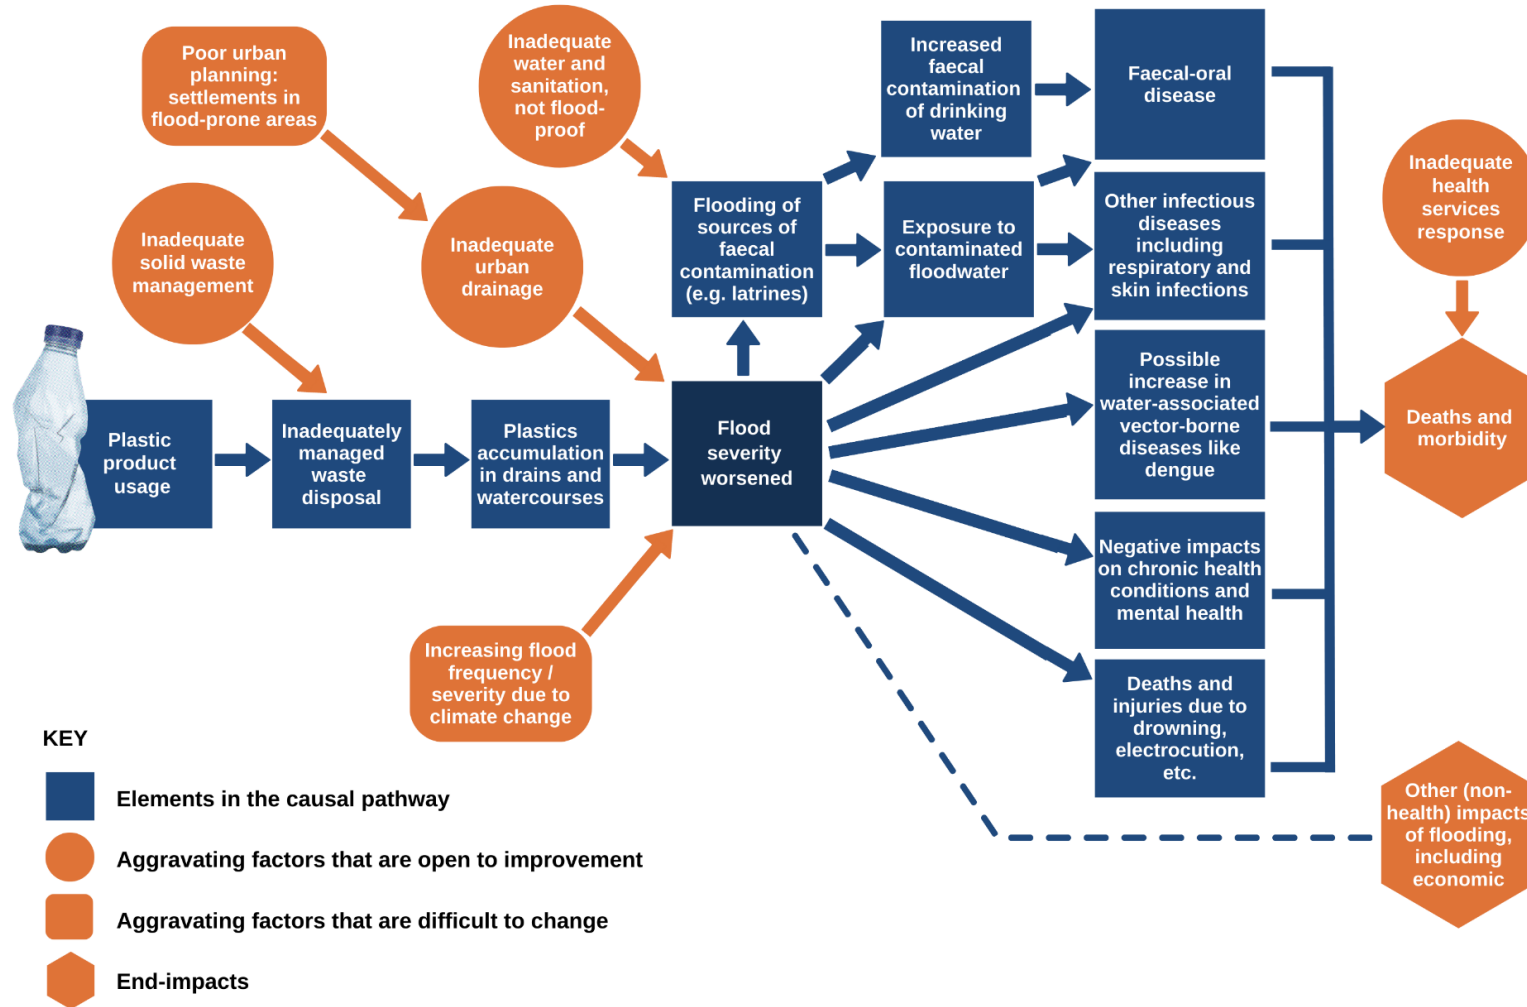 Poor urban
planning:
settlements in
flood-prone areas
Inadequate
water and
sanitation,
not flood-
proof
Increased
faecal
contamination
of drinking
water
Faecal-oral
disease
Inadequate
health
services
response
Inadequate
solid waste
management
Inadequate
urban
drainage
Flooding of
sources of
faecal
contamination
(e.g. latrines)
Exposure to
contaminated
floodwater
Other infectious
diseases
including
respiratory and
skin infections
Plastic
product
usage
Inadequately
managed
waste
disposal
Plastics
accumulation
in drains and
watercourses
Flood
severity
worsened
Possible
increase in
water-associated
vector-borne
diseases like
dengue
Deaths and
morbidity
Negative impacts
on chronic health
conditions and
mental health
Increasing flood
frequency /
severity due to
climate change
Deaths and
injuries due to
drowning,
electrocution,
etc.
Other (non-
health) impacts
of flooding,
including
economic
KEY
Elements in the causal pathway
Aggravating factors that are open to improvement
Aggravating factors that are difficult to change
End-impacts